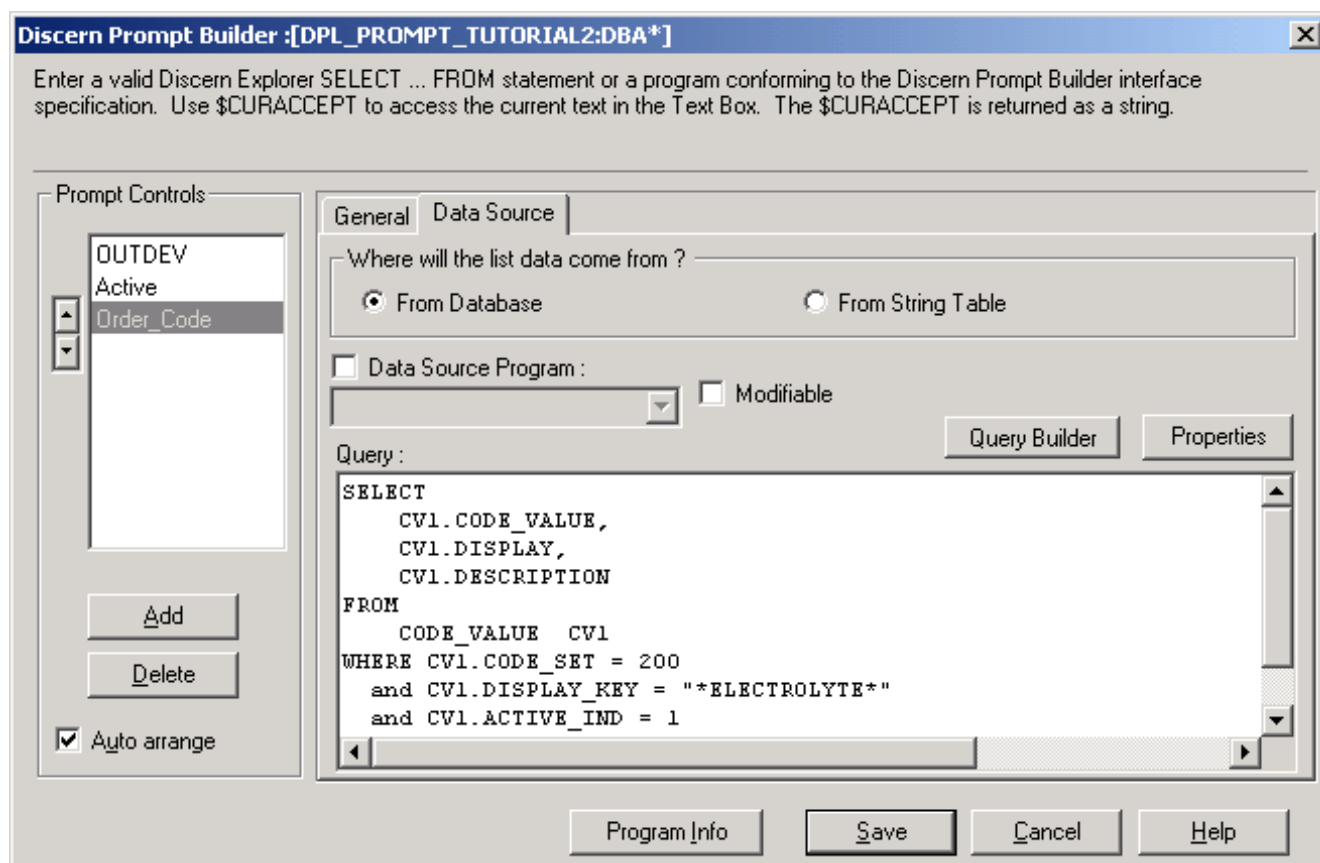 Discern Prompt Builder :[DPL_PROMPT_TUTORIAL2:DBA*]
Enter a valid Discern Explorer SELECT ... FROM statement or a program conforming to the Discern Prompt Builder interface
specification. Use $CURACCEPT to access the current text in the Text Box. The $CURACCEPT is returned as a string.
Prompt Controls
OUTDEV
Active
Order_Code
Add
Delete
Auto arrange
General Data Source
Where will the list data come from ?
From Database From String Table
Data Source Program :
Modifiable
Query Builder Properties
Query :
SELECT
    CV1.CODE_VALUE,
    CV1.DISPLAY,
    CV1.DESCRIPTION
FROM
    CODE_VALUE  CV1
WHERE CV1.CODE_SET = 200
  and CV1.DISPLAY_KEY = "*ELECTROLYTE*"
  and CV1.ACTIVE_IND = 1
Program Info Save Cancel Help